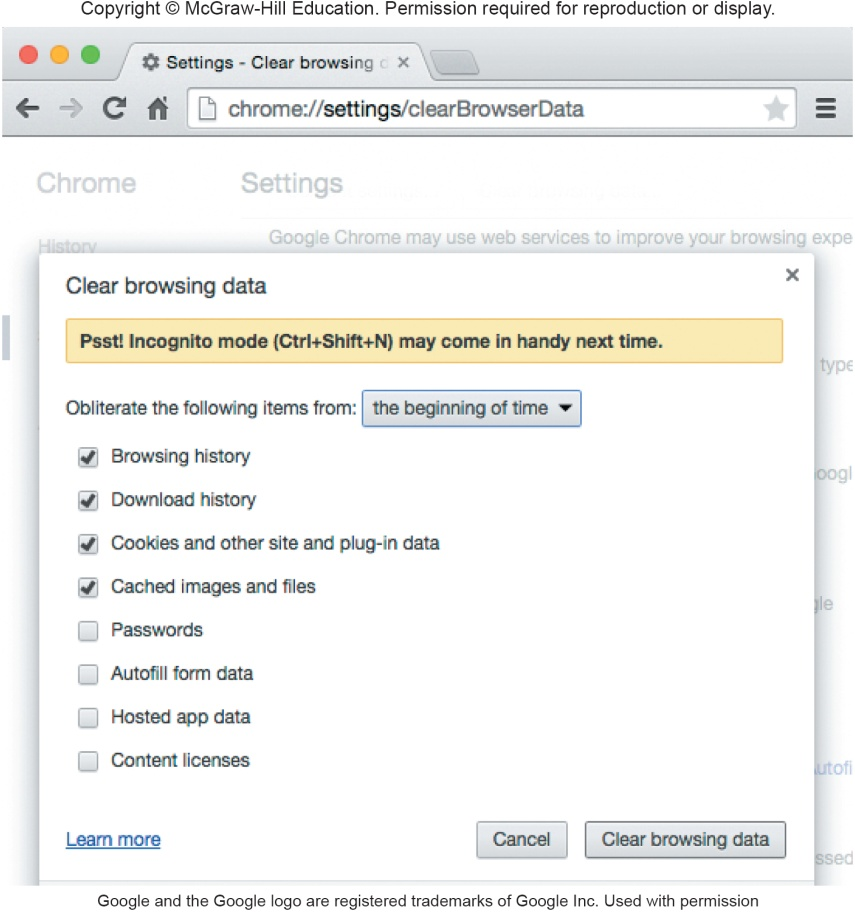 Copyright © McGraw-Hill Education. Permission required for reproduction or display.
Settings - Clear browsing d
chrome://settings/clearBrowserData
Chrome
Settings
History
Google Chrome may use web services to improve your browsing expe
Clear browsing data
Psst! Incognito mode (Ctrl+Shift+N) may come in handy next time.
type
Obliterate the following items from: the beginning of time
Browsing history
oogl
Download history
Cookies and other site and plug-in data
Cached images and files
gle
Passwords
Autofill form data
Hosted app data
Content licenses
utofi
Learn more
Cancel
Clear browsing data
ssed
Google and the Google logo are registered trademarks of Google Inc. Used with permission